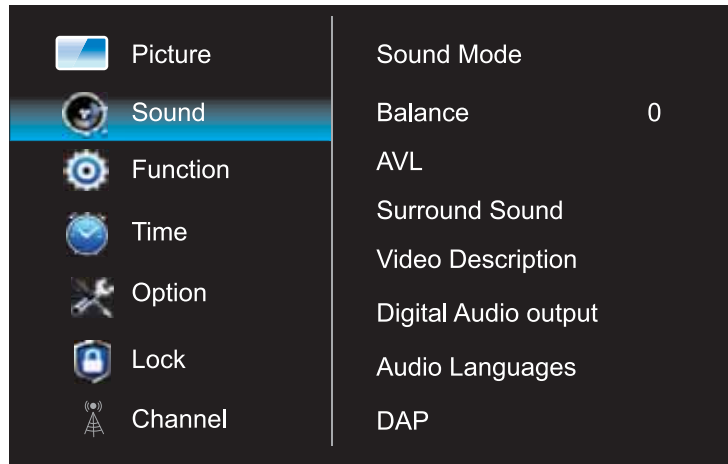 Picture
Sound
Function
Time
Option
Lock
Channel
Sound Mode
Balance 0
AVL
Surround Sound
Video Description
Digital Audio output
Audio Languages
DAP